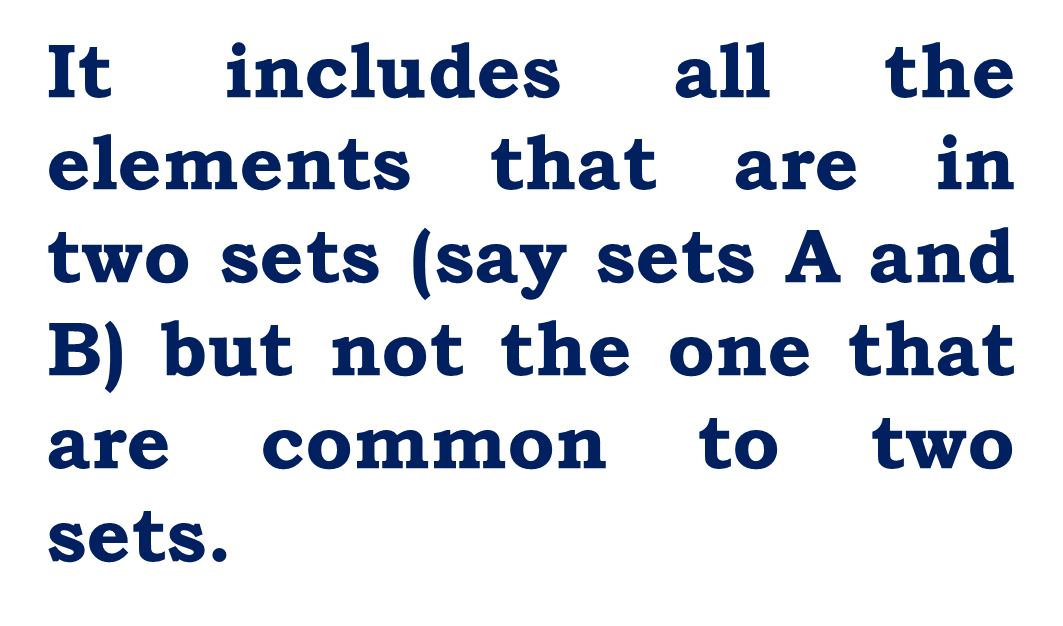 It includes all the
elements that are in
two sets (say sets A and
B) but not the one that
are common to two
sets.